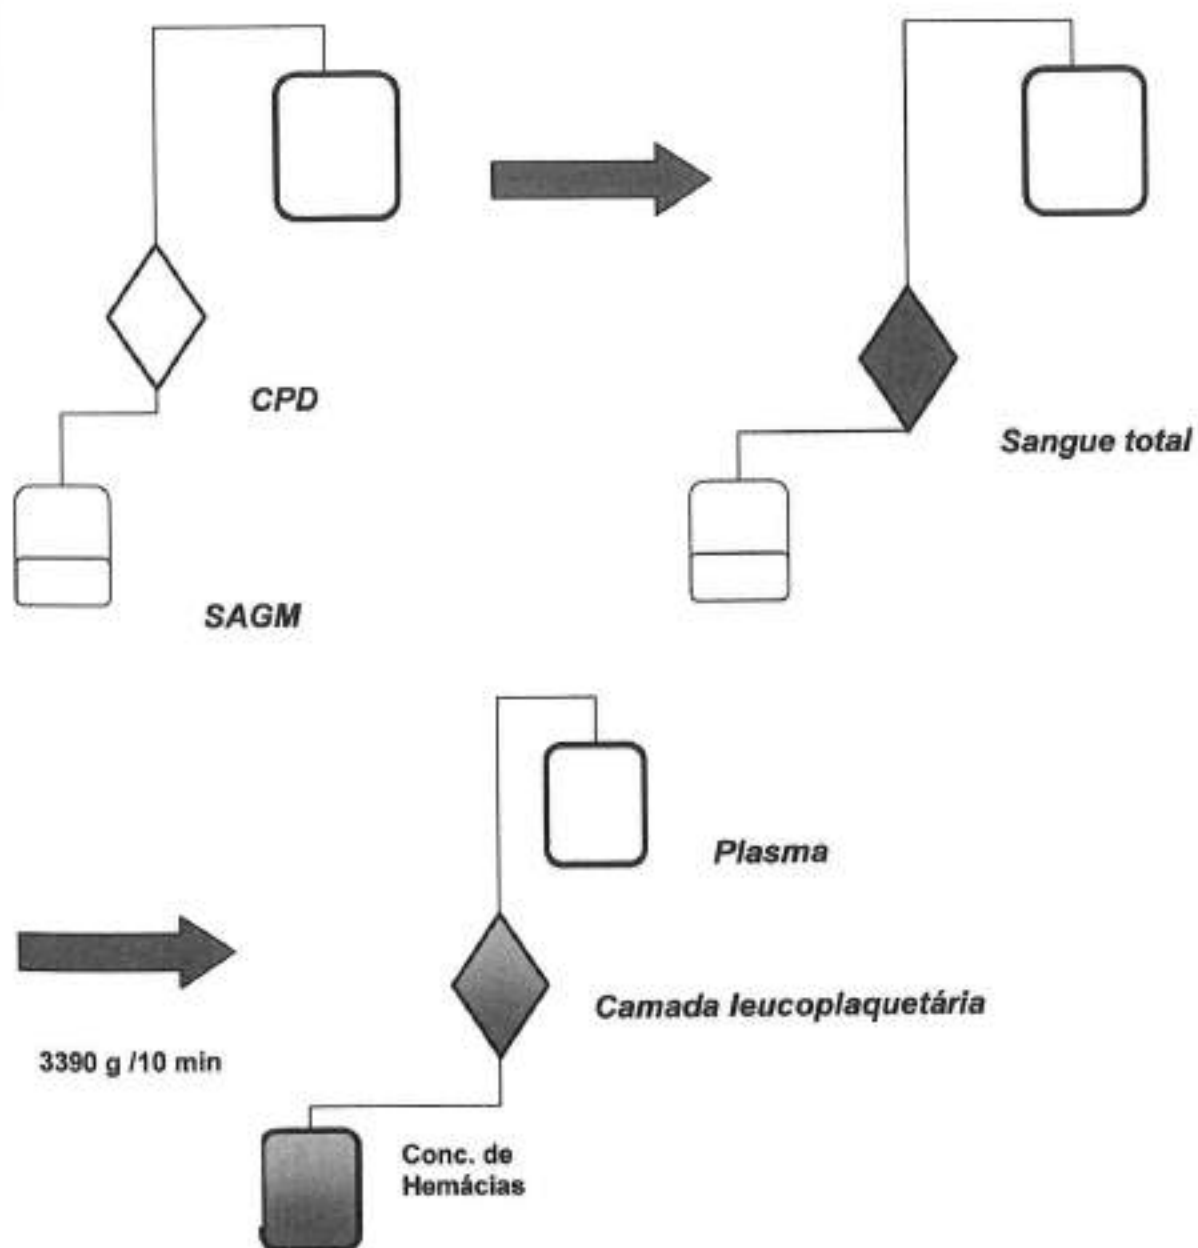 CPD
Sangue total
SAGM
Plasma
Camada leucoplaquetária
3390 g /10 min
Conc. de
Hemácias